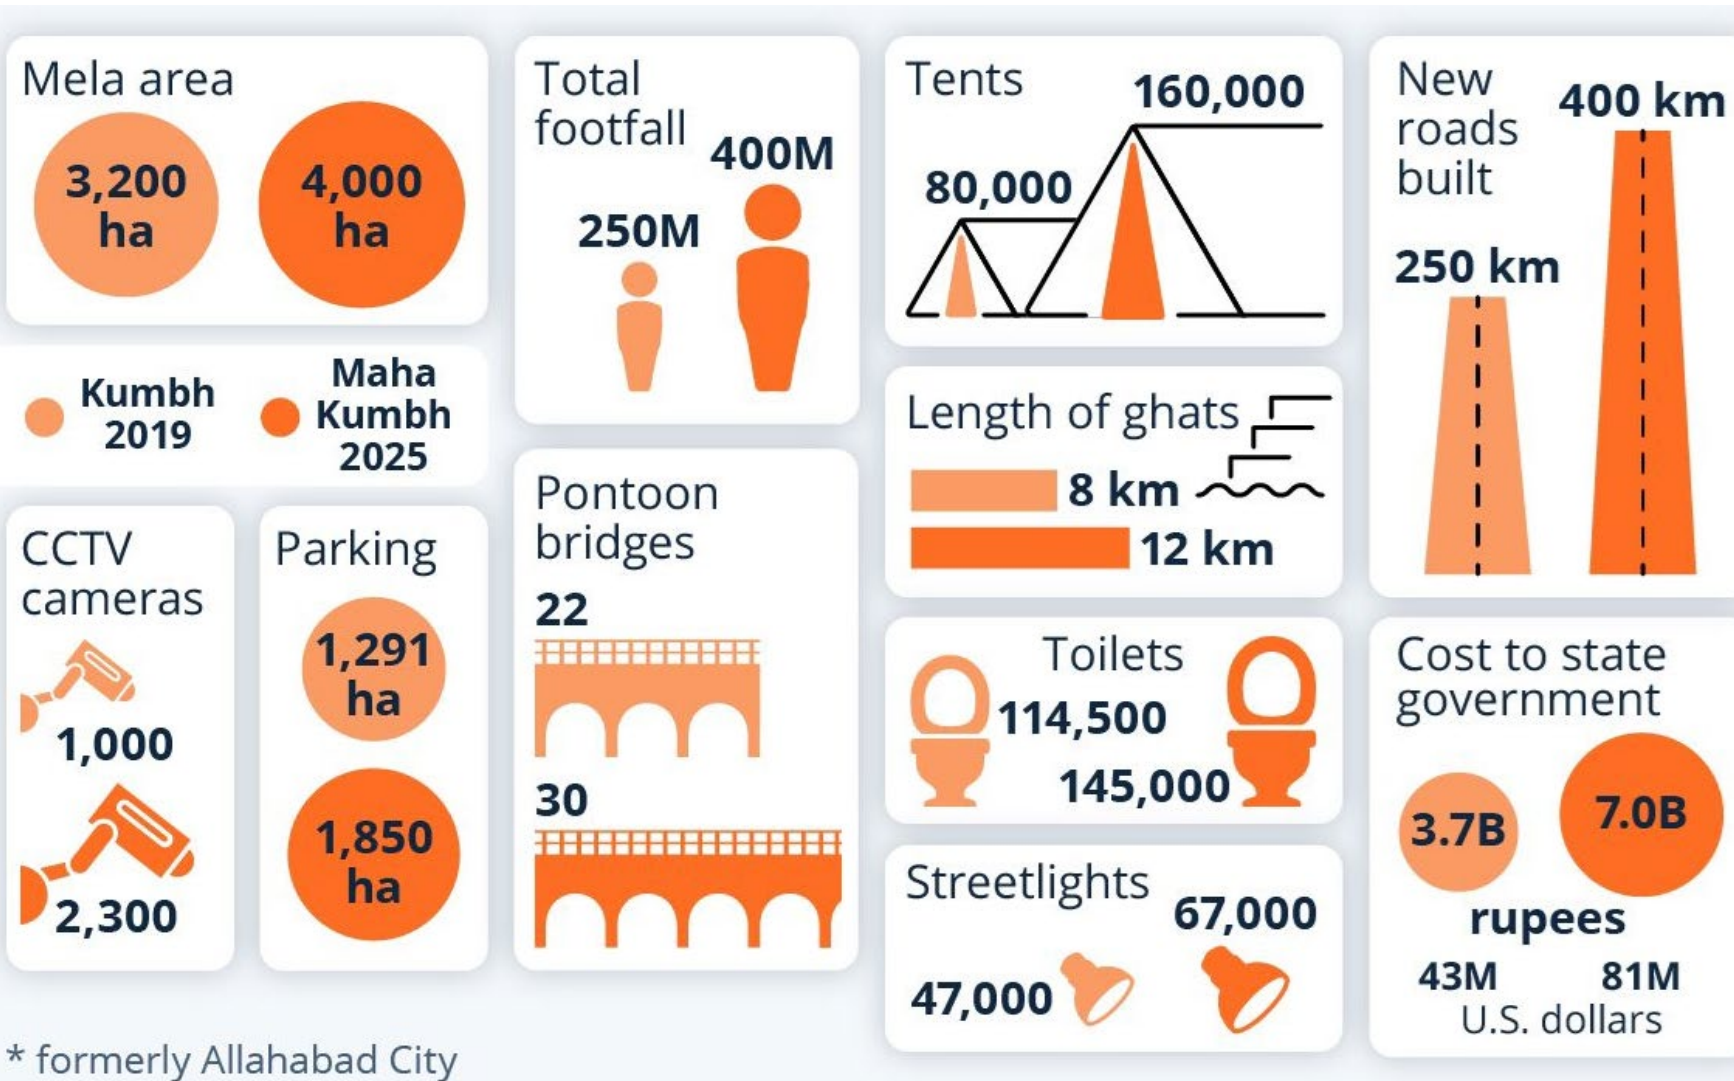 Mela area
3,200
ha
4,000
ha
Kumbh
2019
Maha
Kumbh
2025
CCTV
cameras
1,000
2,300
Parking
1,291
ha
1,850
ha
Total
footfall
250M
400M
Pontoon
bridges
22
30
Tents
80,000
160,000
Length of ghats
8 km
12 km
Toilets
114,500
145,000
Streetlights
47,000
67,000
New
roads
built
250 km
400 km
Cost to state
government
3.7B
7.0B
rupees
43M
81M
U.S. dollars
* formerly Allahabad City